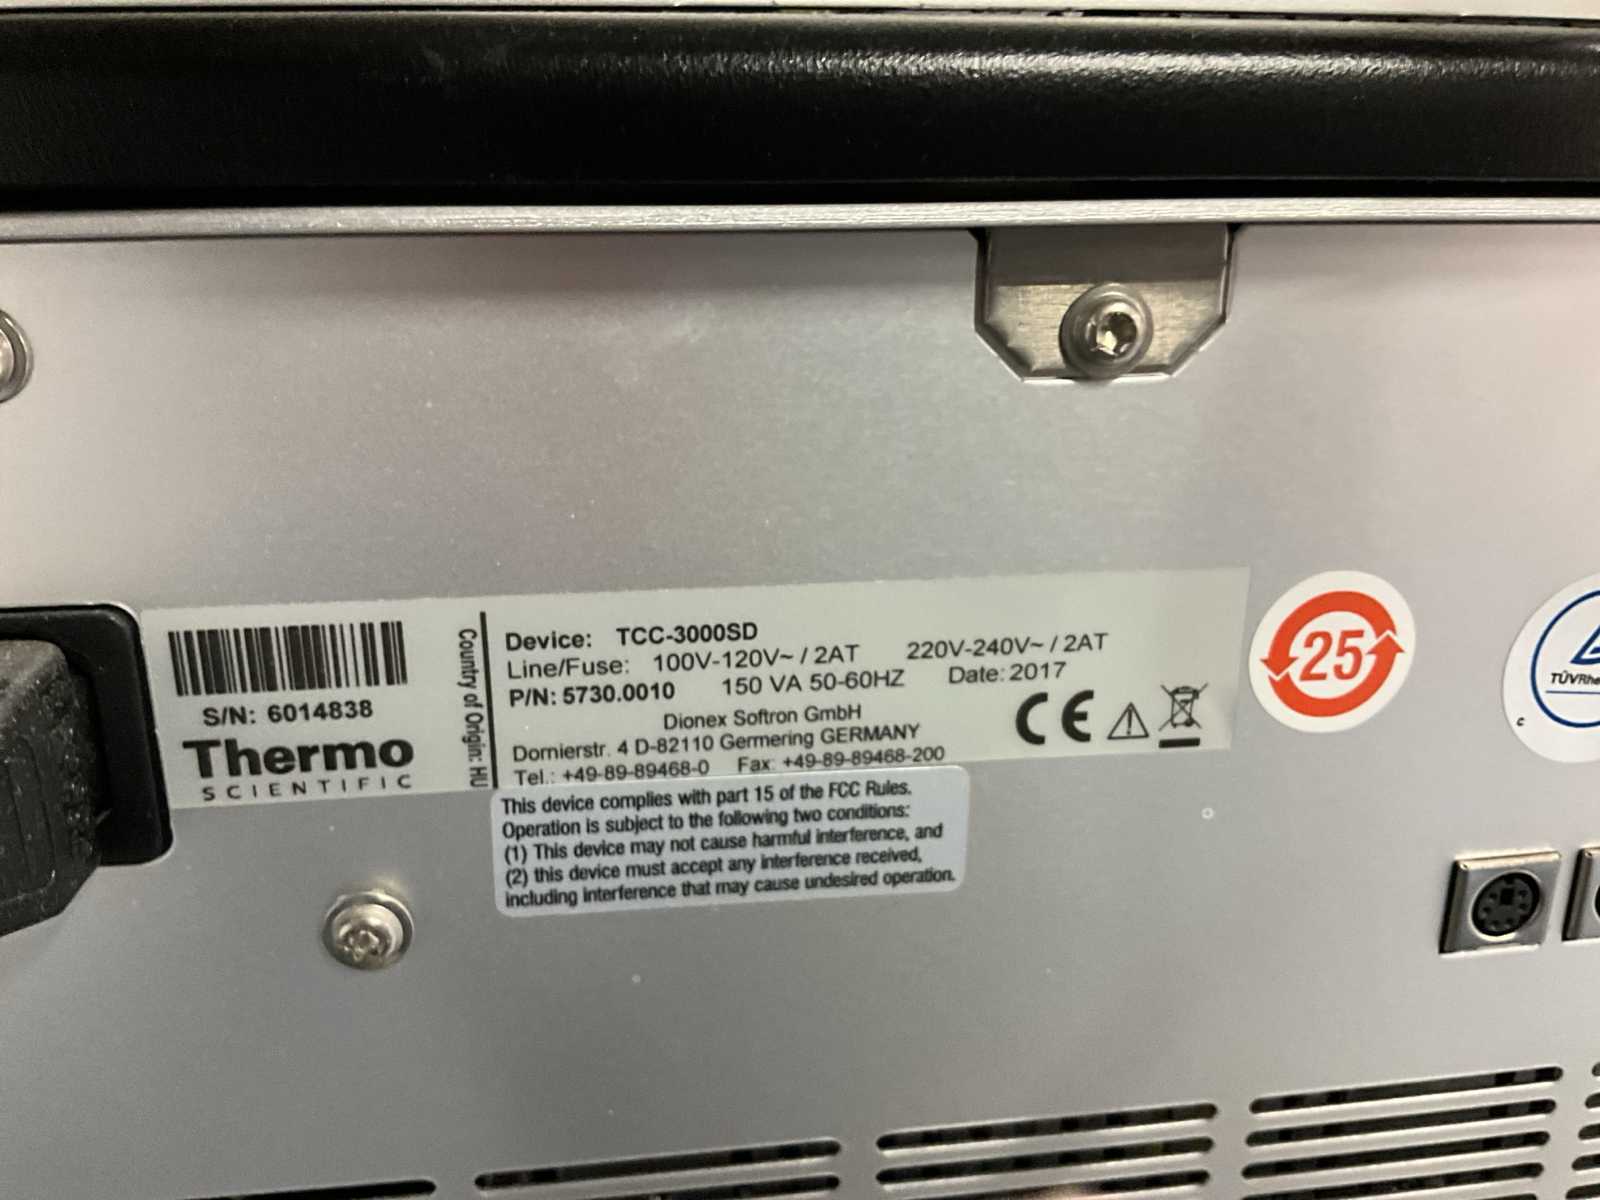 S/N: 6014838
Thermo
SCIENTIFIC
Country of Origin: HU
Device: TCC-3000SD
Line/Fuse: 100V-120V~ / 2AT 220V-240V~ / 2AT
P/N: 5730.0010 150 VA 50-60HZ Date: 2017
Dionex Softron GmbH
Dornierstr. 4 D-82110 Germering GERMANY
Tel.: +49-89-89468-0 Fax: +49-89-89468-200
CE
This device complies with part 15 of the FCC Rules.
Operation is subject to the following two conditions:
(1) This device may not cause harmful interference, and
(2) this device must accept any interference received,
including interference that may cause undesired operation.
25
c